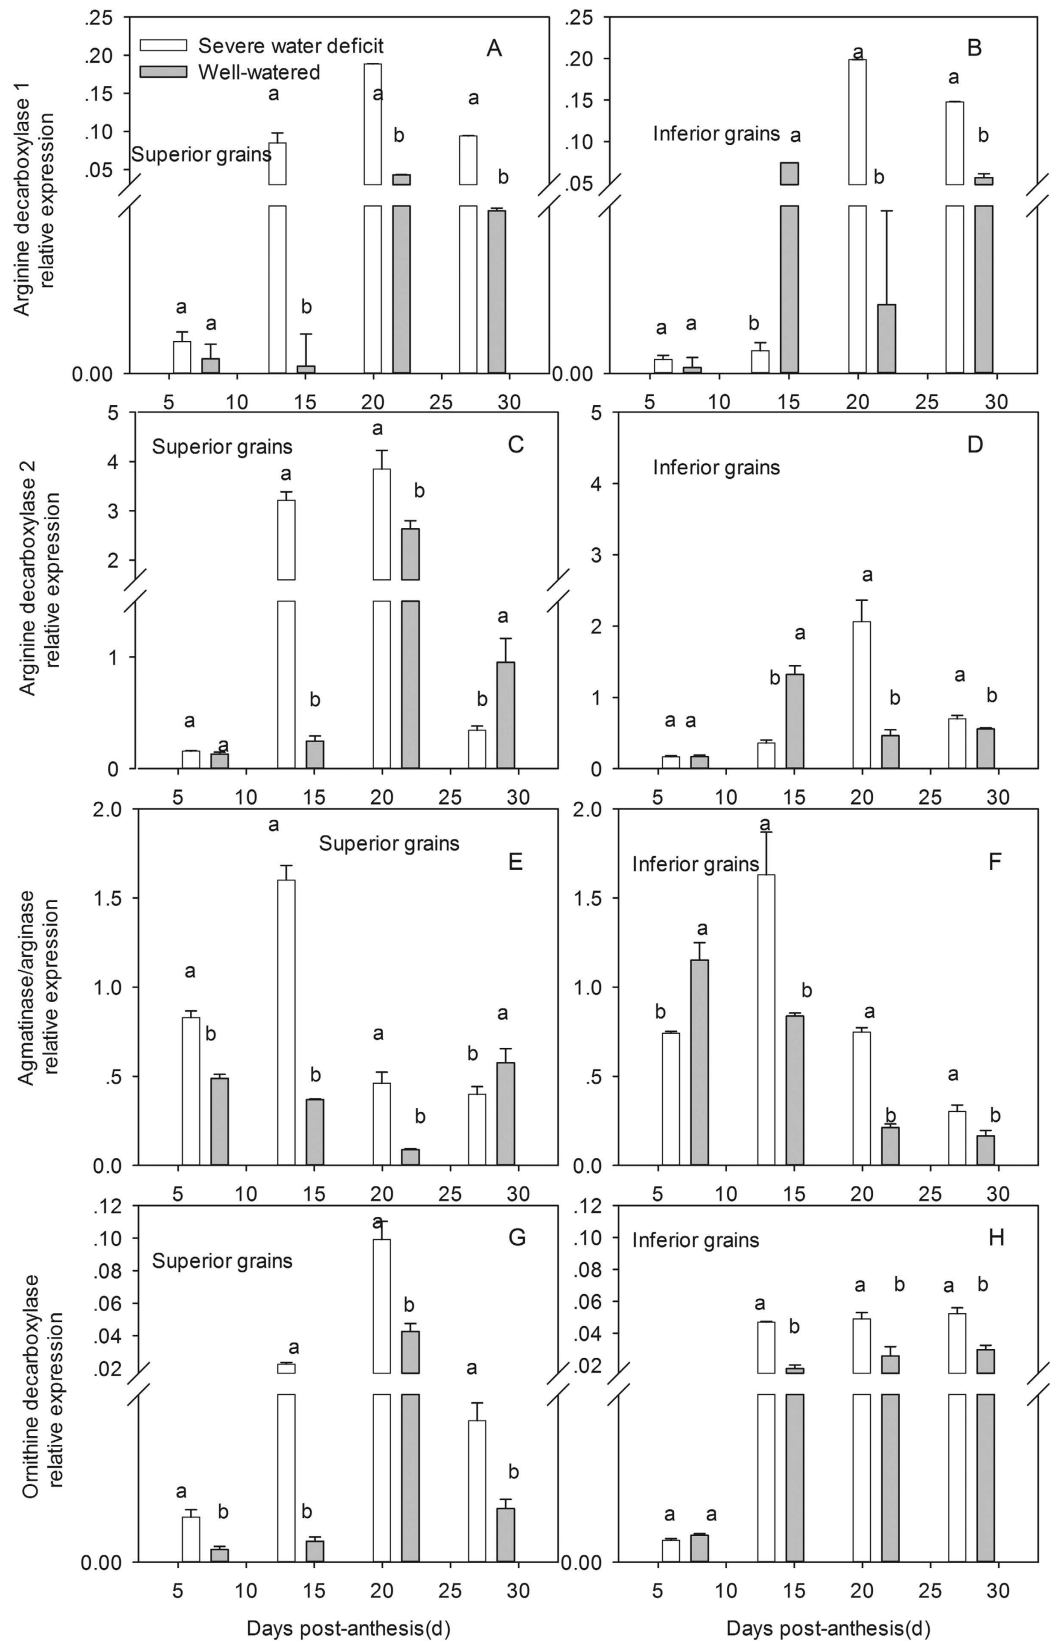 .25
.20
.15
.10
.05
0.00
Arginine decarboxylase 1
relative expression
Severe water deficit
Well-watered
A
Superior grains
a
a
a
b
a
b
a
b
5 10 15 20 25 30
.25
.20
.15
.10
.05
0.00
B
Inferior grains
a
a
b
a
a
b
a
b
5 10 15 20 25 30
Arginine decarboxylase 2
relative expression
5
4
3
2
1
0
Superior grains
C
a
a
a
b
a
b
b
a
5 10 15 20 25 30
5
4
3
2
1
0
Inferior grains
D
a
a
b
a
a
b
a
b
5 10 15 20 25 30
Agmatinase/arginase
relative expression
2.0
1.5
1.0
.5
0.0
Superior grains
E
a
b
a
b
a
b
b
a
5 10 15 20 25 30
2.0
1.5
1.0
.5
0.0
Inferior grains
F
b
a
a
b
a
b
a
b
5 10 15 20 25 30
Ornithine decarboxylase
relative expression
.12
.10
.08
.06
.04
.02
0.00
Superior grains
G
a
b
a
b
a
b
a
b
5 10 15 20 25 30
Days post-anthesis(d)
.12
.10
.08
.06
.04
.02
0.00
Inferior grains
H
a
a
a
b
a
b
a
b
5 10 15 20 25 30
Days post-anthesis(d)